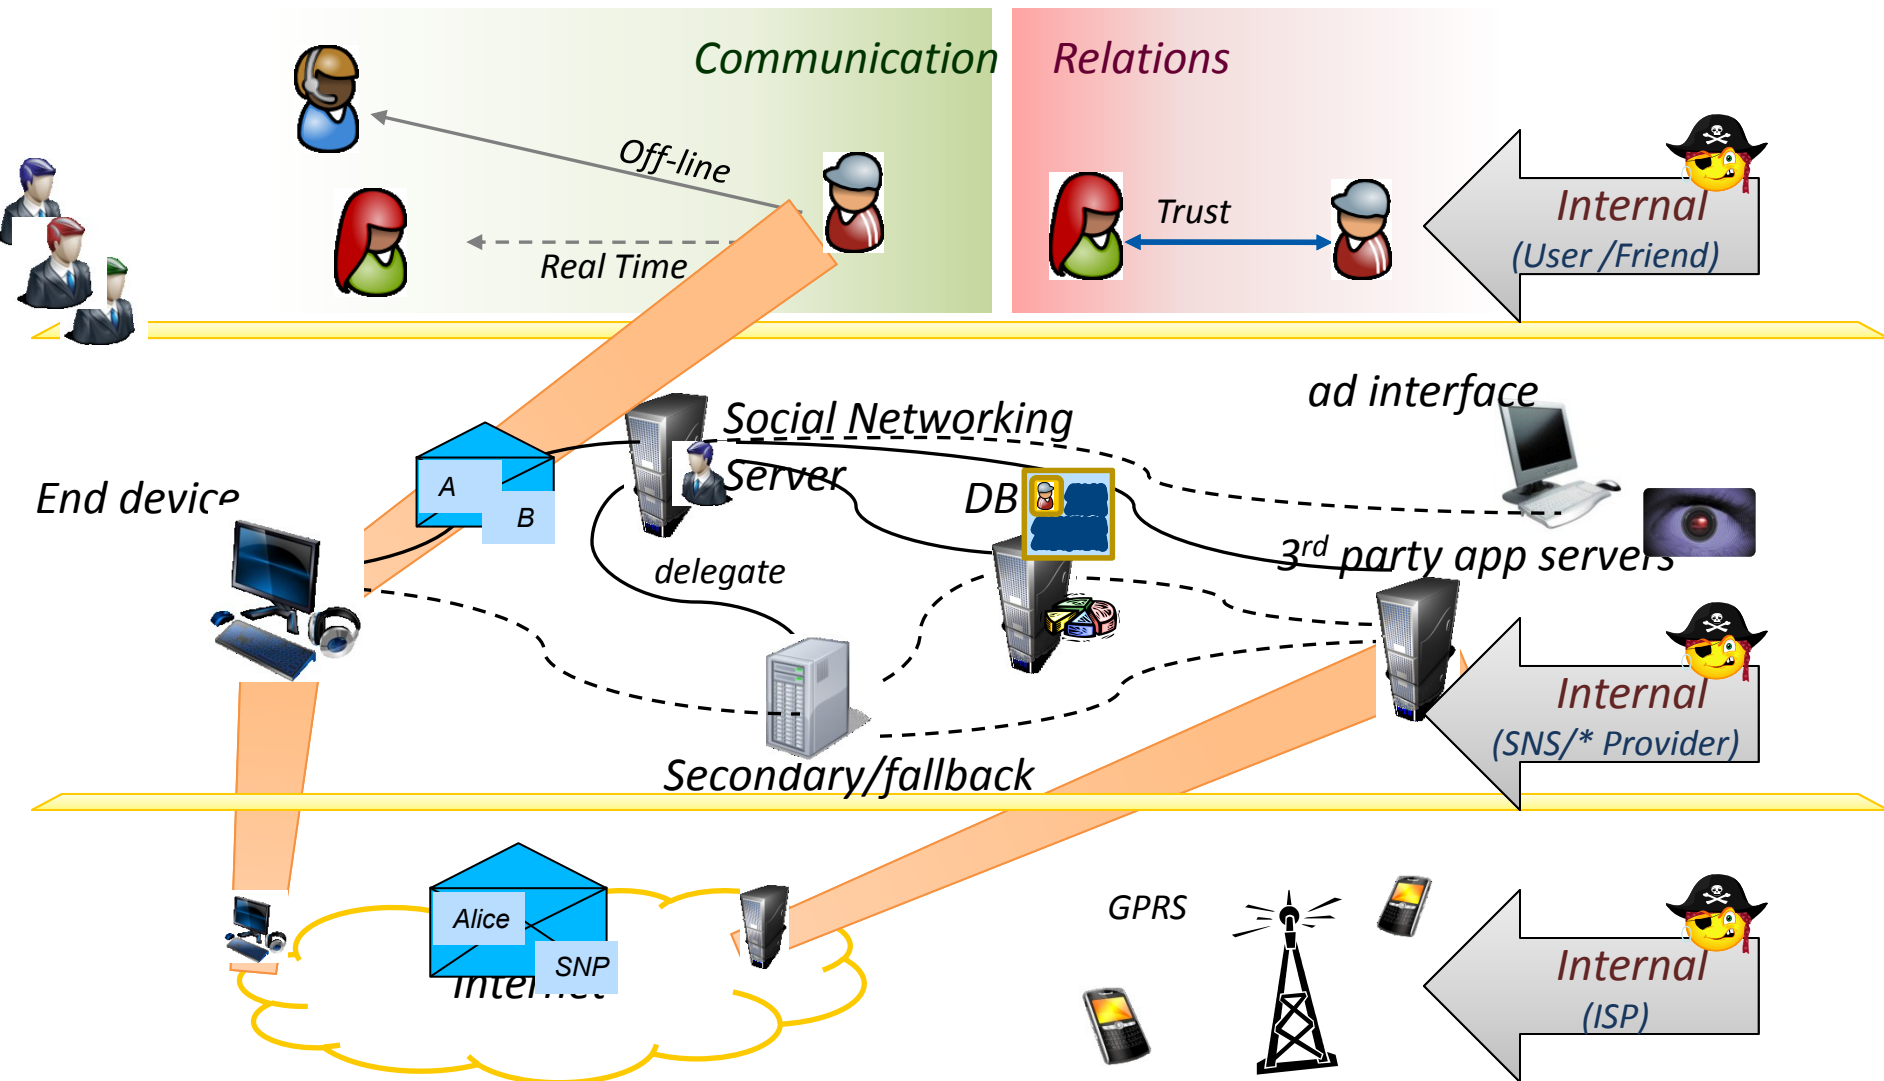 Communication
Relations
Off-line
Real Time
Trust
Internal
(User /Friend)
ad interface
Social Networking
Server
End device
A
B
DB
3rd party app servers
delegate
Internal
(SNS/* Provider)
Secondary/fallback
Alice
SNP
Internet
GPRS
Internal
(ISP)